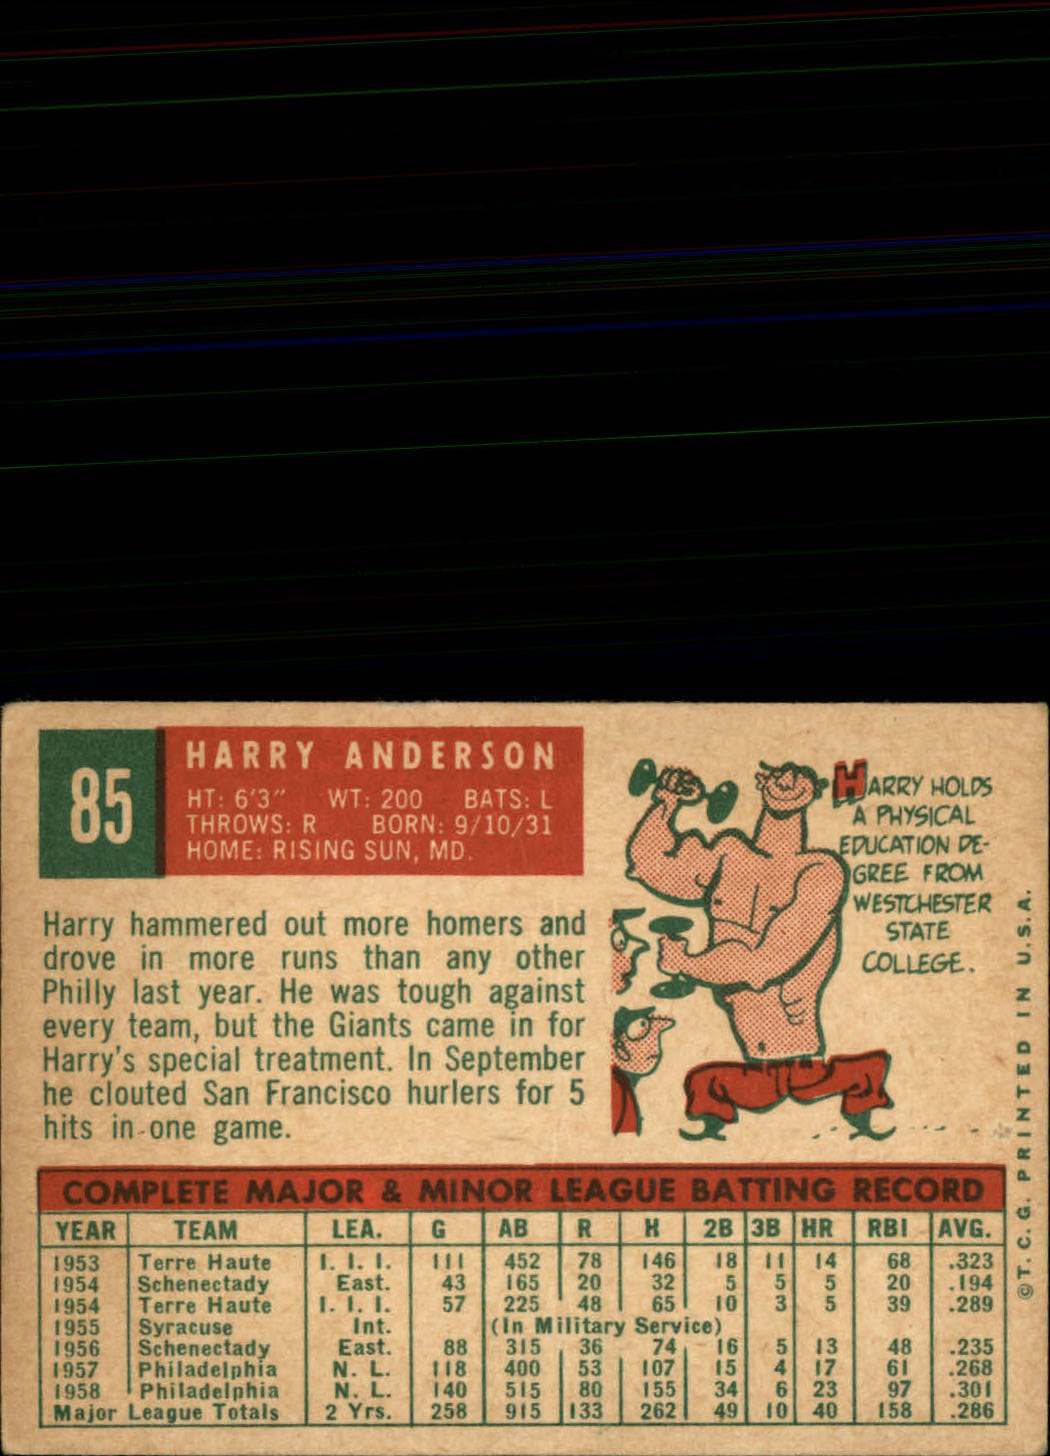 85
HARRY ANDERSON
HT: 6'3" WT: 200 BATS: L
THROWS: R BORN: 9/10/31
HOME: RISING SUN, MD.
Harry hammered out more homers and
drove in more runs than any other
Philly last year. He was tough against
every team, but the Giants came in for
Harry's special treatment. In September
he clouted San Francisco hurlers for 5
hits in one game.
HARRY HOLDS
A PHYSICAL
EDUCATION DE-
GREE FROM
WESTCHESTER
STATE
COLLEGE.
COMPLETE MAJOR & MINOR LEAGUE BATTING RECORD
YEAR TEAM LEA. G AB R H 2B 3B HR RBI AVG.
1953 Terre Haute I. I. I. 111 452 78 146 18 11 14 68 .323
1954 Schenectady East. 43 165 20 32 5 5 5 20 .194
1954 Terre Haute I. I. I. 57 225 48 65 10 3 5 39 .289
1955 Syracuse Int. (In Military Service)
1956 Schenectady East. 88 315 36 74 16 5 13 48 .235
1957 Philadelphia N. L. 118 400 53 107 15 4 17 61 .268
1958 Philadelphia N. L. 140 515 80 155 34 6 23 97 .301
Major League Totals 2 Yrs. 258 915 133 262 49 10 40 158 .286
© T. C. G. PRINTED IN U.S.A.